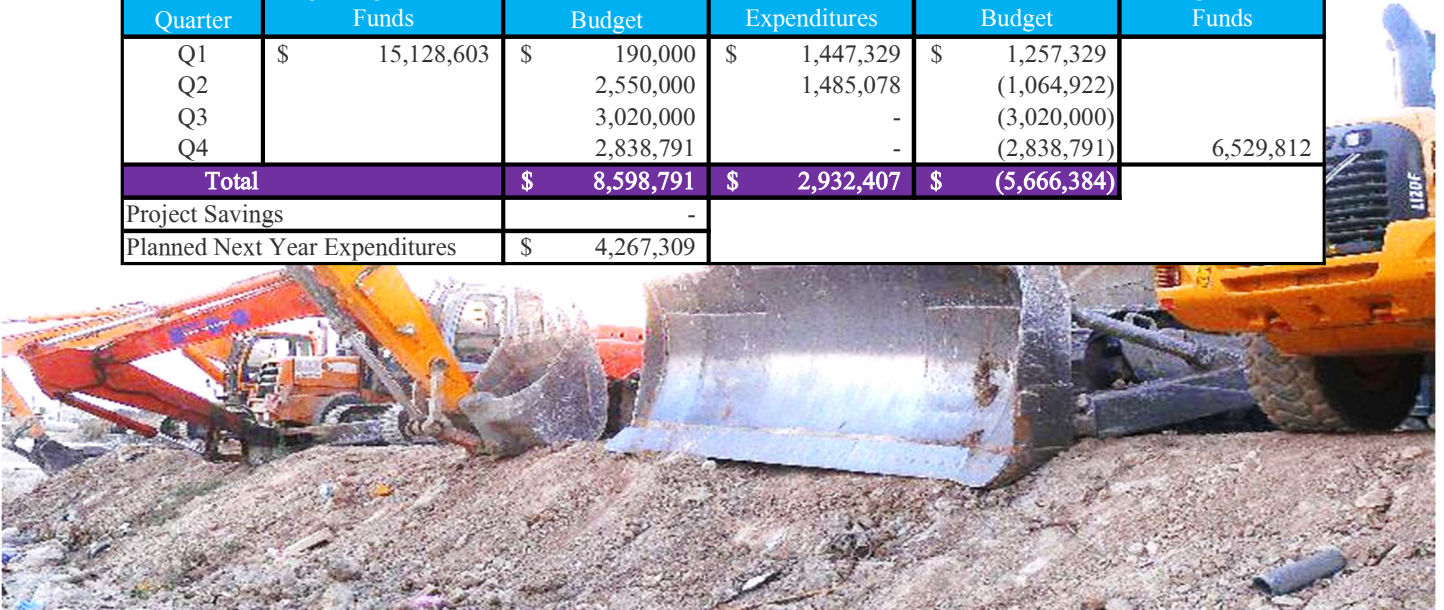 Quarter Funds Budget Expenditures Budget Funds
Q1 $ 15,128,603 $ 190,000 $ 1,447,329 $ 1,257,329
Q2 2,550,000 1,485,078 (1,064,922)
Q3 3,020,000 - (3,020,000)
Q4 2,838,791 - (2,838,791) 6,529,812
Total $ 8,598,791 $ 2,932,407 $ (5,666,384)
Project Savings -
Planned Next Year Expenditures $ 4,267,309
L120F